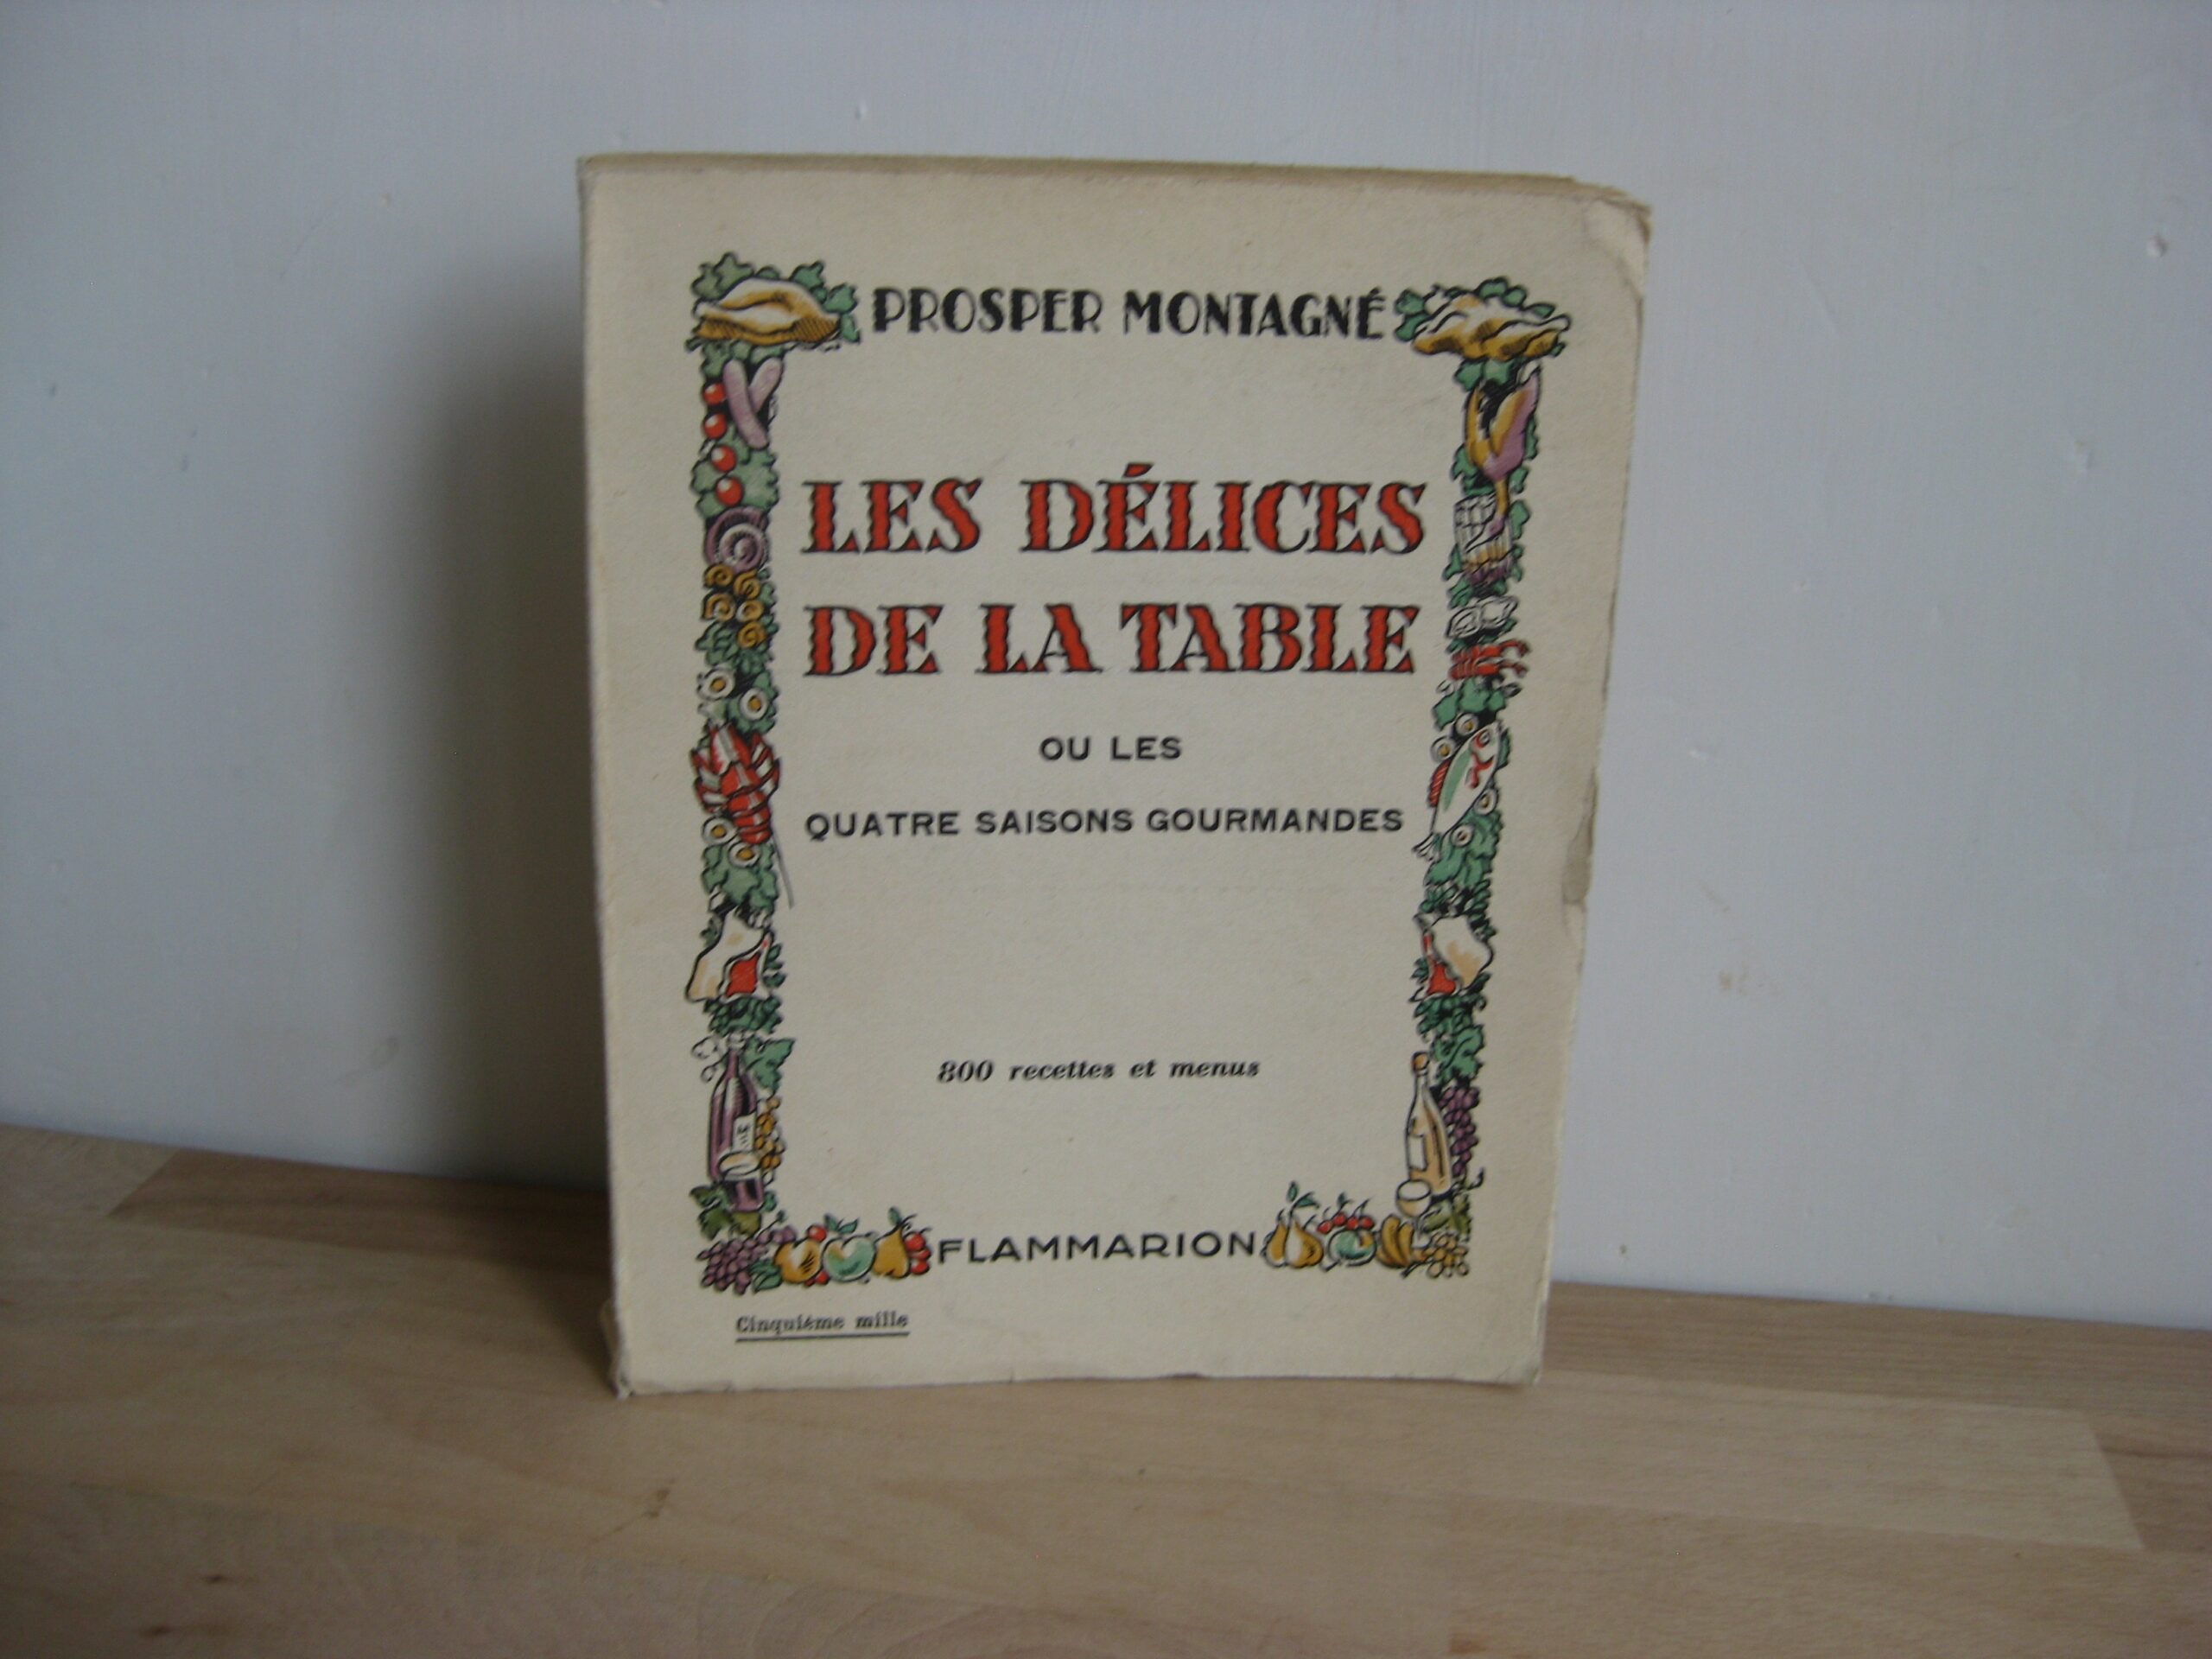 PROSPER MONTAGNÉ
LES DÉLICES
DE LA TABLE
OU LES
QUATRE SAISONS GOURMANDES
800 recettes et menus
FLAMMARION
Cinquième mille